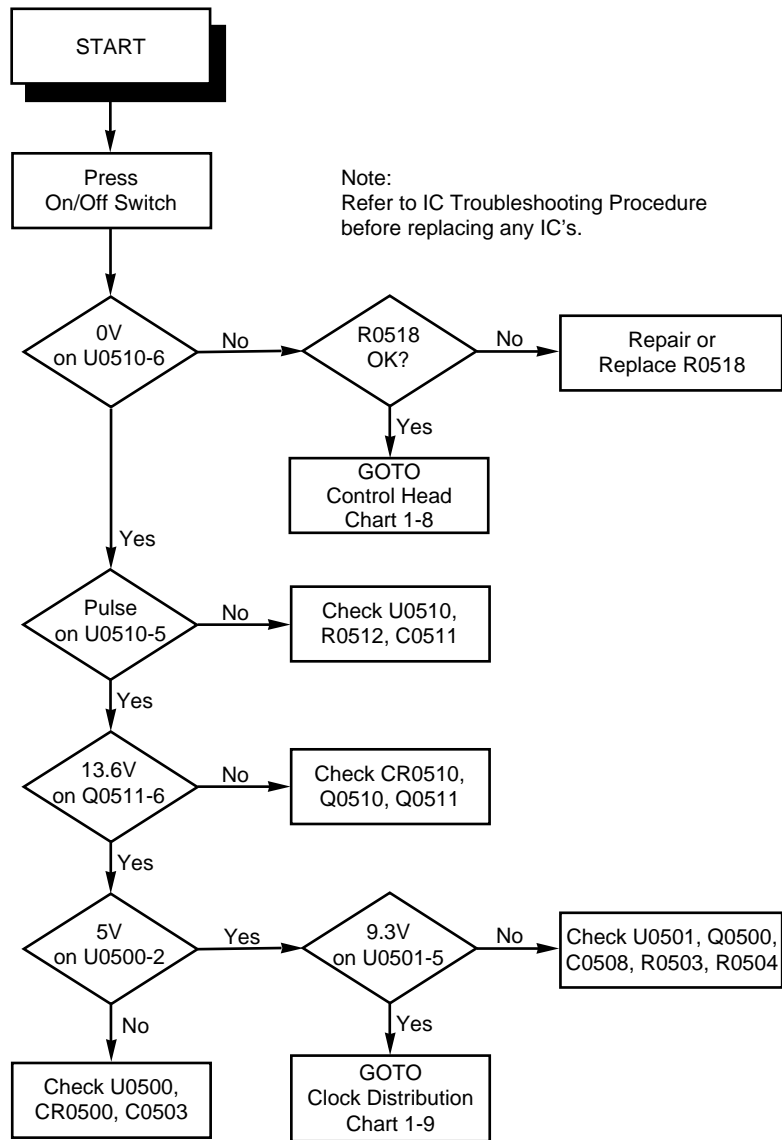 START
Press
On/Off Switch
Note:
Refer to IC Troubleshooting Procedure
before replacing any IC's.
0V
on U0510-6
No
R0518
OK?
No
Repair or
Replace R0518
Yes
GOTO
Control Head
Chart 1-8
Yes
Pulse
on U0510-5
No
Check U0510,
R0512, C0511
Yes
13.6V
on Q0511-6
No
Check CR0510,
Q0510, Q0511
Yes
5V
on U0500-2
Yes
9.3V
on U0501-5
No
Check U0501, Q0500,
C0508, R0503, R0504
No
Check U0500,
CR0500, C0503
Yes
GOTO
Clock Distribution
Chart 1-9